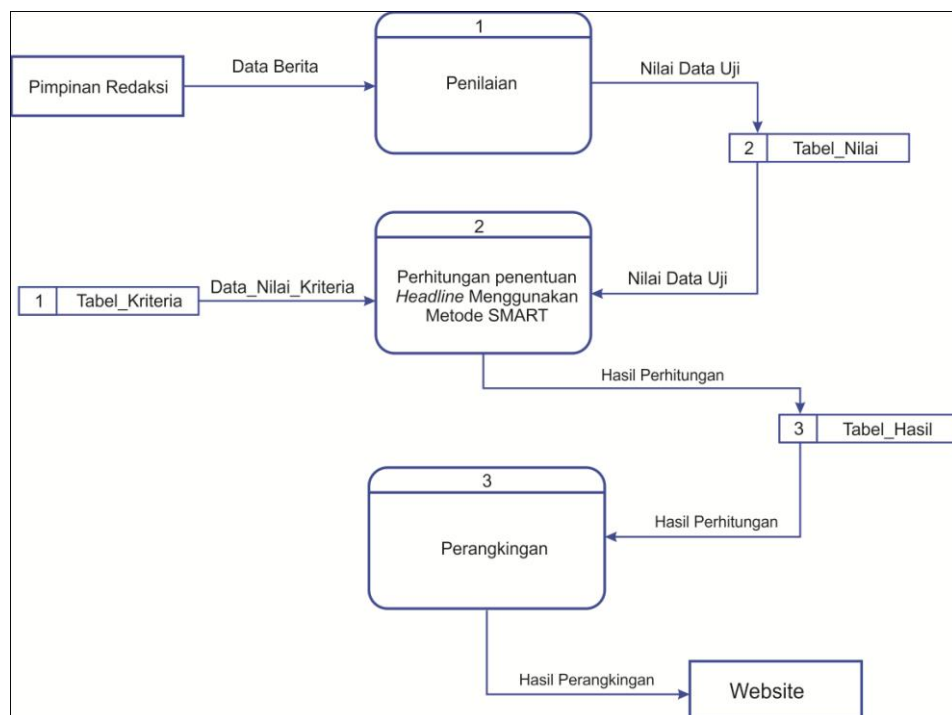 1
Data Berita
Pimpinan Redaksi
Penilaian
Nilai Data Uji
2 Tabel_Nilai
2
Perhitungan penentuan
Headline Menggunakan
Metode SMART
Nilai Data Uji
1 Tabel_Kriteria
Data_Nilai_Kriteria
Hasil Perhitungan
3 Tabel_Hasil
3
Perangkingan
Hasil Perhitungan
Hasil Perangkingan
Website